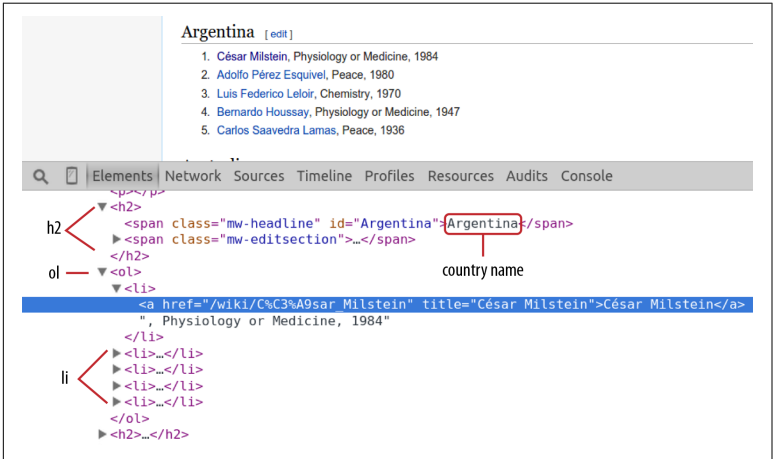 Argentina [ edit ]
1. César Milstein, Physiology or Medicine, 1984
2. Adolfo Pérez Esquivel, Peace, 1980
3. Luis Federico Leloir, Chemistry, 1970
4. Bernardo Houssay, Physiology or Medicine, 1947
5. Carlos Saavedra Lamas, Peace, 1936
Elements Network Sources Timeline Profiles Resources Audits Console
<p></p>
h2
<h2>
<span class="mw-headline" id="Argentina">Argentina</span>
<span class="mw-editsection">…</span>
</h2>
country name
ol
<ol>
<li>
<a href="/wiki/C%C3%A9sar_Milstein" title="César Milstein">César Milstein</a>
", Physiology or Medicine, 1984"
</li>
li
<li>…</li>
<li>…</li>
<li>…</li>
<li>…</li>
</ol>
<h2>…</h2>